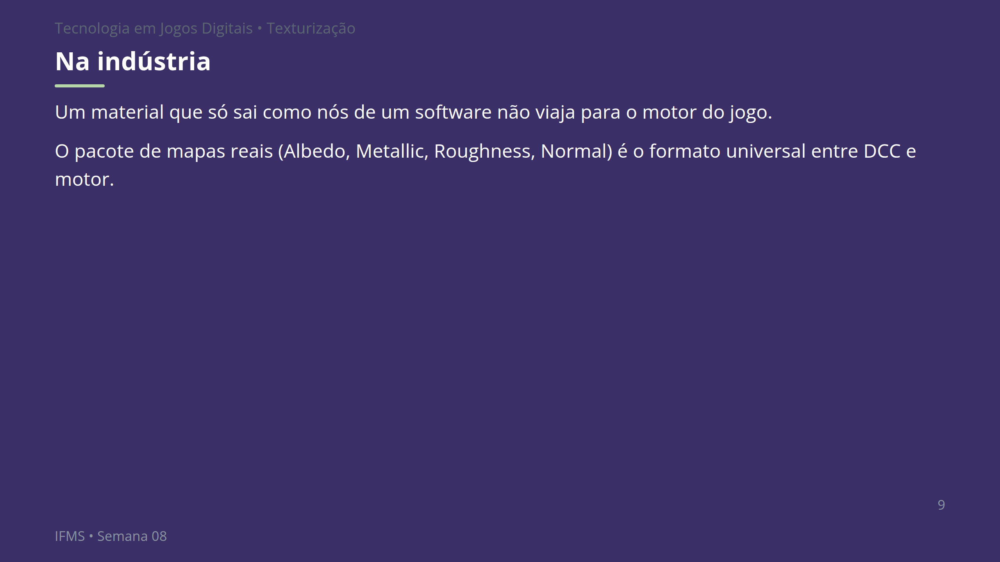 Tecnologia em Jogos Digitais • Texturização
Na indústria
Um material que só sai como nós de um software não viaja para o motor do jogo.
O pacote de mapas reais (Albedo, Metallic, Roughness, Normal) é o formato universal entre DCC e
motor.
9
IFMS • Semana 08